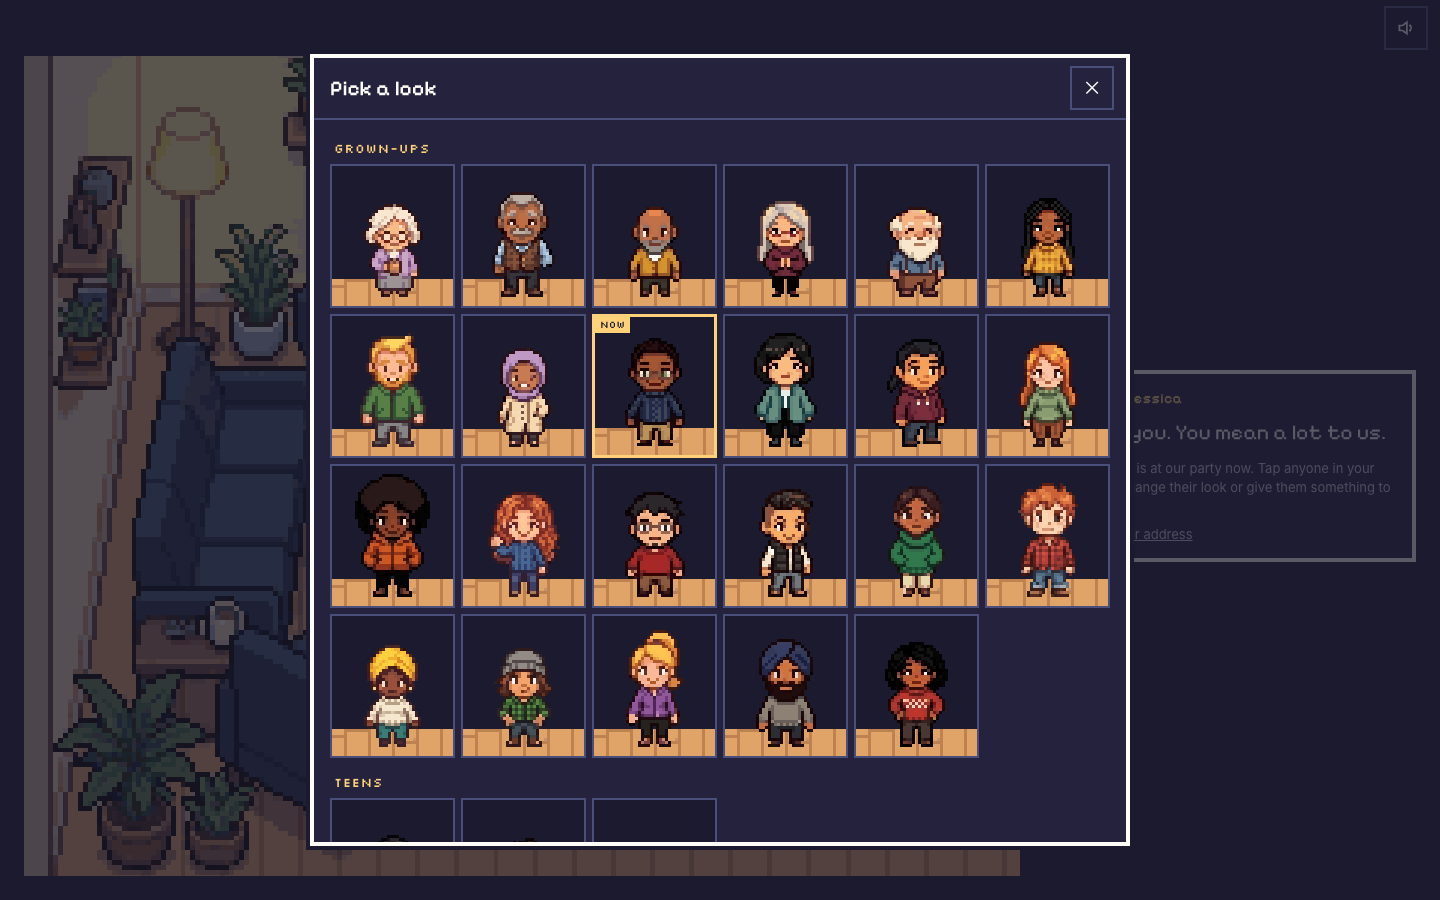 Pick a look
GROWN-UPS
NOW
essica
you. You mean a lot to us.
is at our party now. Tap anyone in your
ange their look or give them something to
r address
TEENS